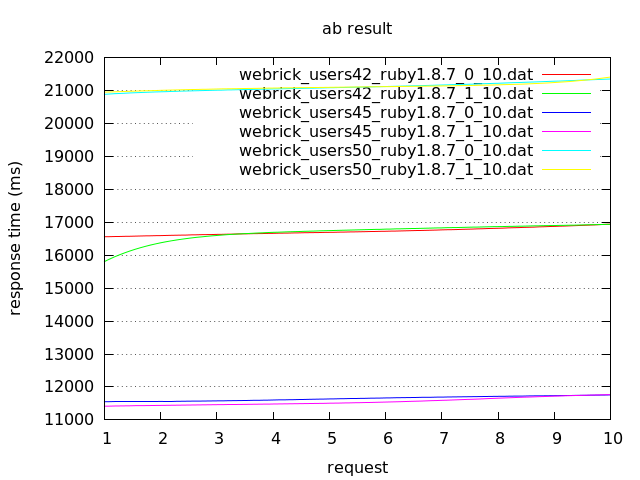 ab result
22000
21000
20000
19000
18000
17000
16000
15000
14000
13000
12000
11000
response time (ms)
webrick_users42_ruby1.8.7_0_10.dat
webrick_users42_ruby1.8.7_1_10.dat
webrick_users45_ruby1.8.7_0_10.dat
webrick_users45_ruby1.8.7_1_10.dat
webrick_users50_ruby1.8.7_0_10.dat
webrick_users50_ruby1.8.7_1_10.dat
1 2 3 4 5 6 7 8 9 10
request